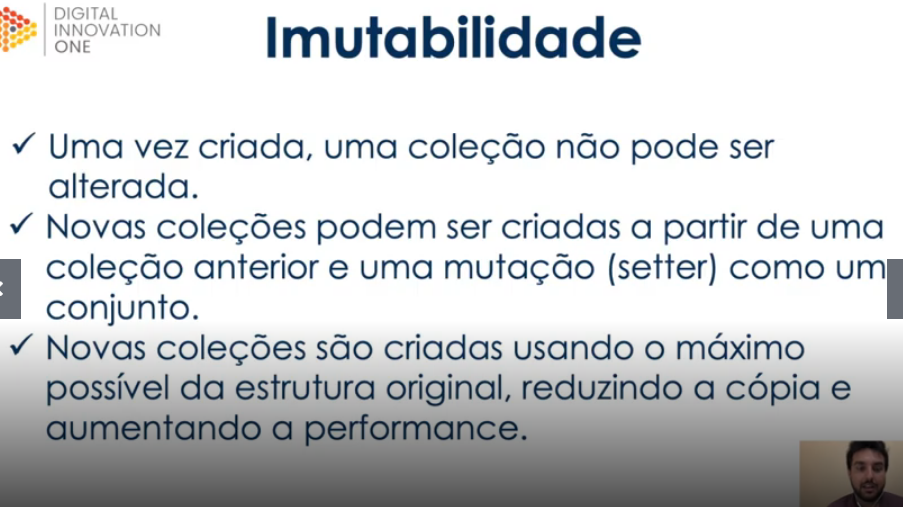 DIGITAL
INNOVATION
ONE
Imutabilidade
✓ Uma vez criada, uma coleção não pode ser
alterada.
✓ Novas coleções podem ser criadas a partir de uma
coleção anterior e uma mutação (setter) como um
conjunto.
✓ Novas coleções são criadas usando o máximo
possível da estrutura original, reduzindo a cópia e
aumentando a performance.